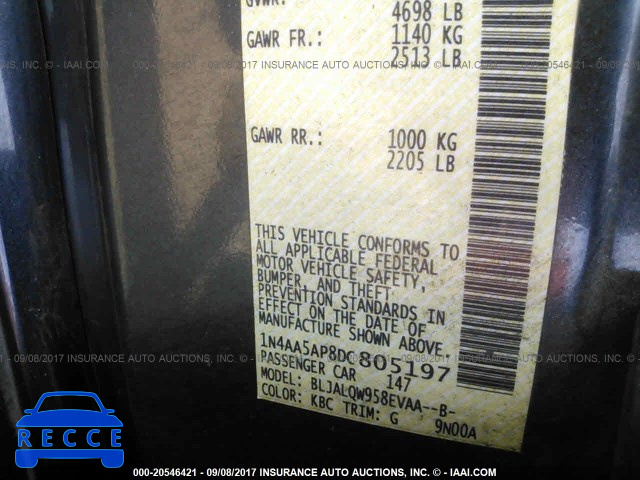 GVWR:
4698 LB
GAWR FR.: 1140 KG
2513 LB
INC. - IAAI.COM 000-20546421 - 09/08/2017 INSURANCE AUTO AUCTIONS, INC. © - IAAI.COM 000-20546421 - 09/08/2017
GAWR RR.: 1000 KG
2205 LB
THIS VEHICLE CONFORMS TO
ALL APPLICABLE FEDERAL
MOTOR VEHICLE SAFETY,
BUMPER, AND THEFT
PREVENTION STANDARDS IN
EFFECT ON THE DATE OF
MANUFACTURE SHOWN ABOVE
1N4AA5AP8DC805197
PASSENGER CAR 147
MODEL: BLJALQW958EVAA--B-
COLOR: KBC TRIM: G 9N00A
RECCE
000-20546421 - 09/08/2017 INSURANCE AUTO AUCTIONS, INC. © - IAAI.COM